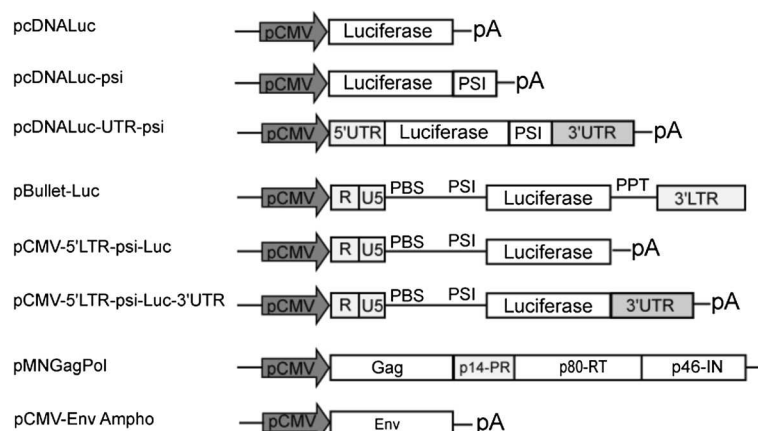 pcDNALuc pCMV Luciferase pA
pcDNALuc-psi pCMV Luciferase PSI pA
pcDNALuc-UTR-psi pCMV 5'UTR Luciferase PSI 3'UTR pA
pBullet-Luc pCMV R U5 PBS PSI Luciferase PPT 3'LTR
pCMV-5'LTR-psi-Luc pCMV R U5 PBS PSI Luciferase pA
pCMV-5'LTR-psi-Luc-3'UTR pCMV R U5 PBS PSI Luciferase 3'UTR pA
pMNGagPol pCMV Gag p14-PR p80-RT p46-IN
pCMV-Env Ampho pCMV Env pA